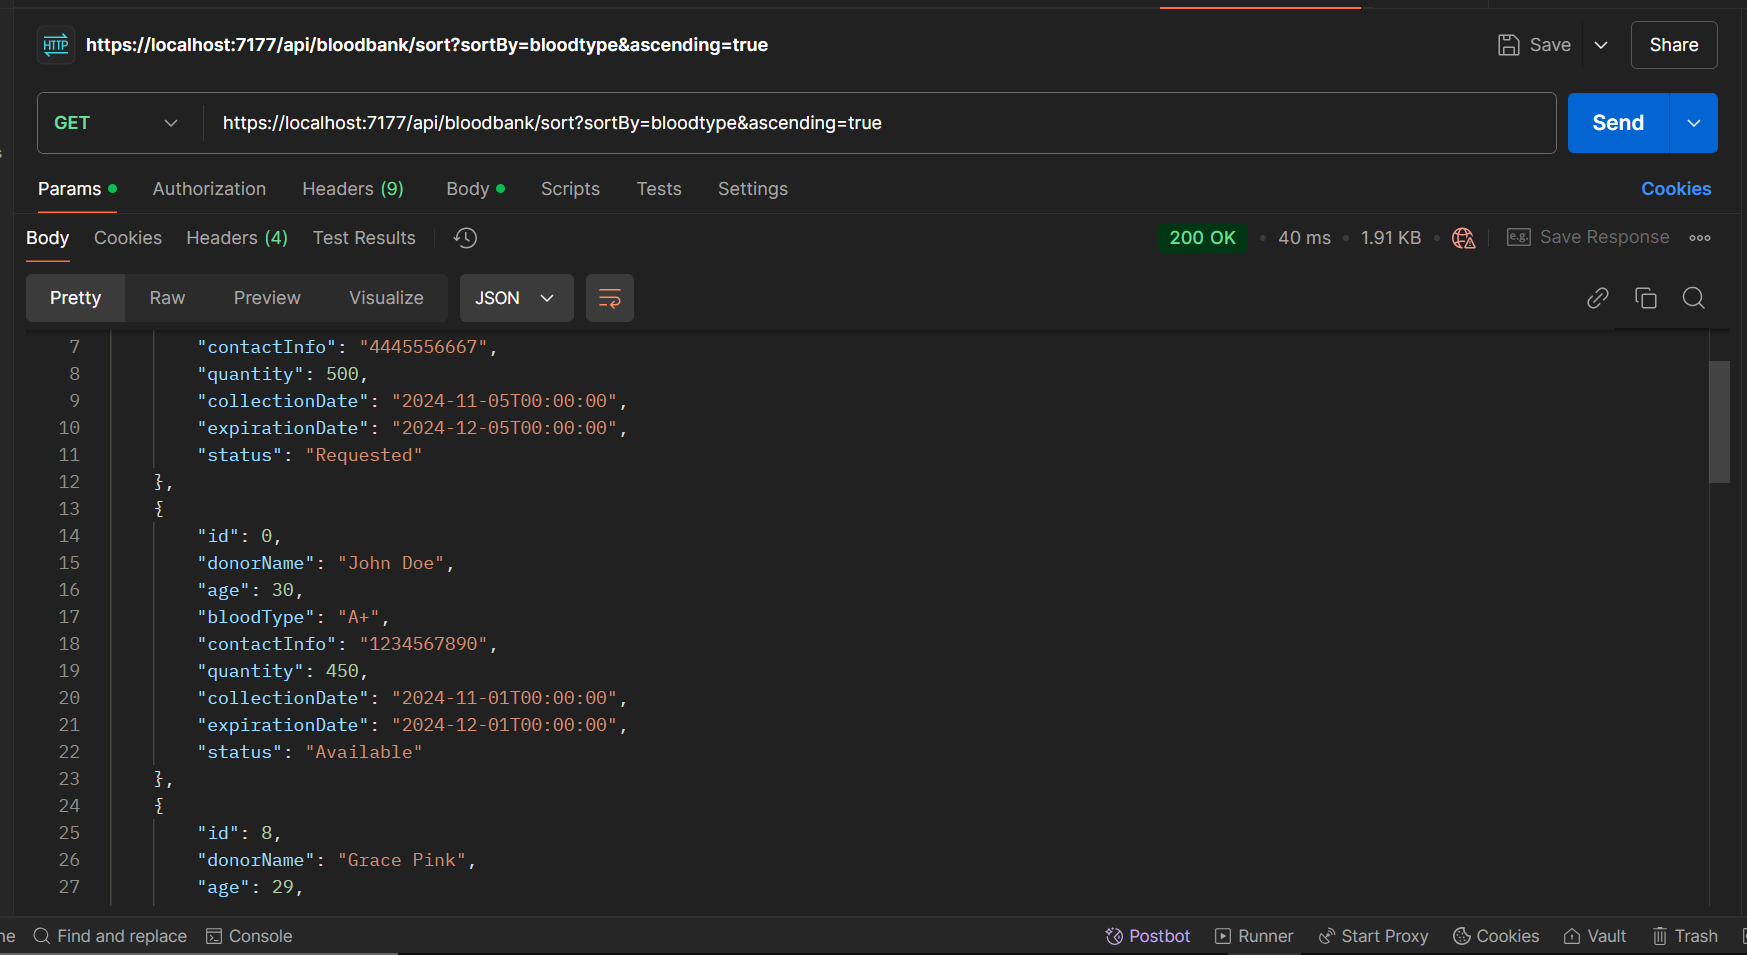 HTTP https://localhost:7177/api/bloodbank/sort?sortBy=bloodtype&ascending=true Save Share
GET https://localhost:7177/api/bloodbank/sort?sortBy=bloodtype&ascending=true Send
Params Authorization Headers (9) Body Scripts Tests Settings Cookies
Body Cookies Headers (4) Test Results 200 OK 40 ms 1.91 KB e.g. Save Response
Pretty Raw Preview Visualize JSON
7 "contactInfo": "4445556667",
8 "quantity": 500,
9 "collectionDate": "2024-11-05T00:00:00",
10 "expirationDate": "2024-12-05T00:00:00",
11 "status": "Requested"
12 },
13 {
14 "id": 0,
15 "donorName": "John Doe",
16 "age": 30,
17 "bloodType": "A+",
18 "contactInfo": "1234567890",
19 "quantity": 450,
20 "collectionDate": "2024-11-01T00:00:00",
21 "expirationDate": "2024-12-01T00:00:00",
22 "status": "Available"
23 },
24 {
25 "id": 8,
26 "donorName": "Grace Pink",
27 "age": 29,
Find and replace Console Postbot Runner Start Proxy Cookies Vault Trash